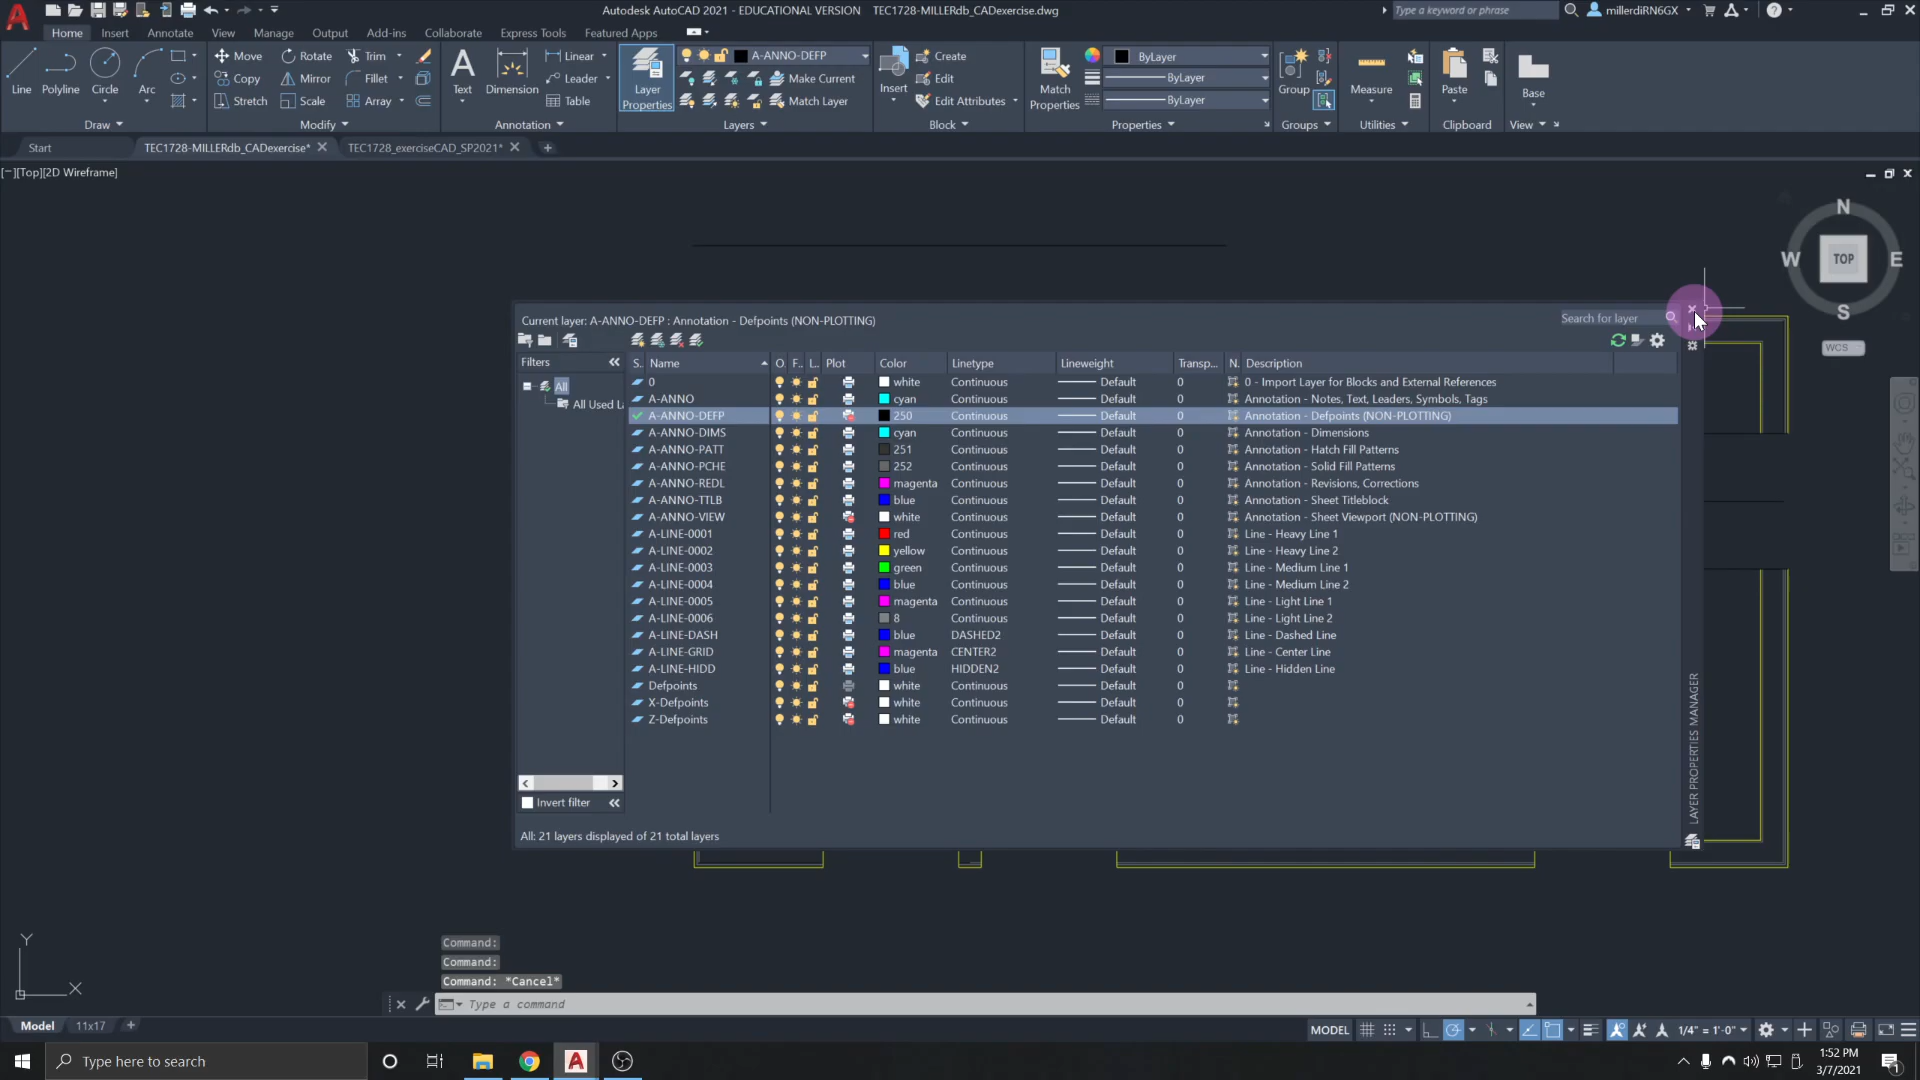 Autodesk AutoCAD 2021 - EDUCATIONAL VERSION TEC1728-MILLERdb_CADexercise.dwg
Type a keyword or phrase
millerdiRN6GX
Home Insert Annotate View Manage Output Add-ins Collaborate Express Tools Featured Apps
Move Rotate Trim Linear A-ANNO-DEFP Create ByLayer
Copy Mirror Fillet Leader Make Current Edit ByLayer
Stretch Scale Array Table Match Layer Edit Attributes ByLayer
Line Polyline Circle Arc Text Dimension Layer Properties Insert Match Properties Group Measure Paste Base
Draw Modify Annotation Layers Block Properties Groups Utilities Clipboard View
Start TEC1728-MILLERdb_CADexercise* TEC1728_exerciseCAD_SP2021*
[−][Top][2D Wireframe]
N
W TOP E
S
WCS
Current layer: A-ANNO-DEFP : Annotation - Defpoints (NON-PLOTTING)
Search for layer
Filters
All
All Used La
Invert filter
S.. Name O. F.. L.. Plot Color Linetype Lineweight Transp... N.. Description
0 white Continuous Default 0 0 - Import Layer for Blocks and External References
A-ANNO cyan Continuous Default 0 Annotation - Notes, Text, Leaders, Symbols, Tags
A-ANNO-DEFP 250 Continuous Default 0 Annotation - Defpoints (NON-PLOTTING)
A-ANNO-DIMS cyan Continuous Default 0 Annotation - Dimensions
A-ANNO-PATT 251 Continuous Default 0 Annotation - Hatch Fill Patterns
A-ANNO-PCHE 252 Continuous Default 0 Annotation - Solid Fill Patterns
A-ANNO-REDL magenta Continuous Default 0 Annotation - Revisions, Corrections
A-ANNO-TTLB blue Continuous Default 0 Annotation - Sheet Titleblock
A-ANNO-VIEW white Continuous Default 0 Annotation - Sheet Viewport (NON-PLOTTING)
A-LINE-0001 red Continuous Default 0 Line - Heavy Line 1
A-LINE-0002 yellow Continuous Default 0 Line - Heavy Line 2
A-LINE-0003 green Continuous Default 0 Line - Medium Line 1
A-LINE-0004 blue Continuous Default 0 Line - Medium Line 2
A-LINE-0005 magenta Continuous Default 0 Line - Light Line 1
A-LINE-0006 8 Continuous Default 0 Line - Light Line 2
A-LINE-DASH blue DASHED2 Default 0 Line - Dashed Line
A-LINE-GRID magenta CENTER2 Default 0 Line - Center Line
A-LINE-HIDD blue HIDDEN2 Default 0 Line - Hidden Line
Defpoints white Continuous Default 0
X-Defpoints white Continuous Default 0
Z-Defpoints white Continuous Default 0
LAYER PROPERTIES MANAGER
All: 21 layers displayed of 21 total layers
Y
X
Command:
Command:
Command: *Cancel*
Type a command
Model 11x17
MODEL 1/4" = 1'-0"
Type here to search
1:52 PM
3/7/2021
1